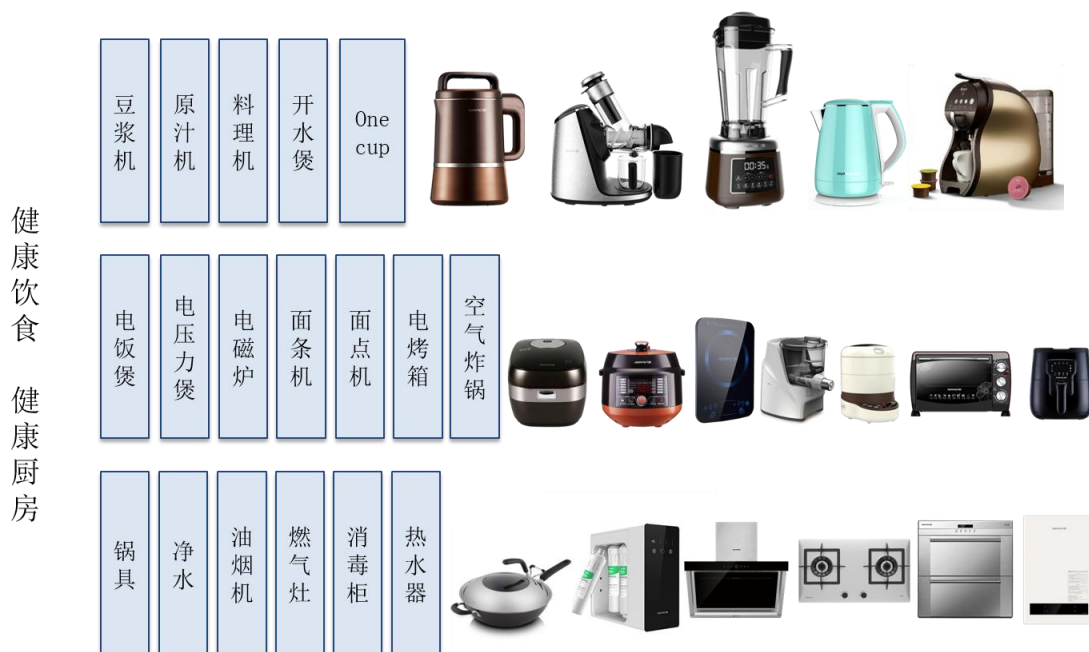 健康饮食 健康厨房
豆浆机
原汁机
料理机
开水煲
One
cup
00:35
电饭煲
电压力煲
电磁炉
面条机
面点机
电烤箱
空气炸锅
锅具
净水
油烟机
燃气灶
消毒柜
热水器